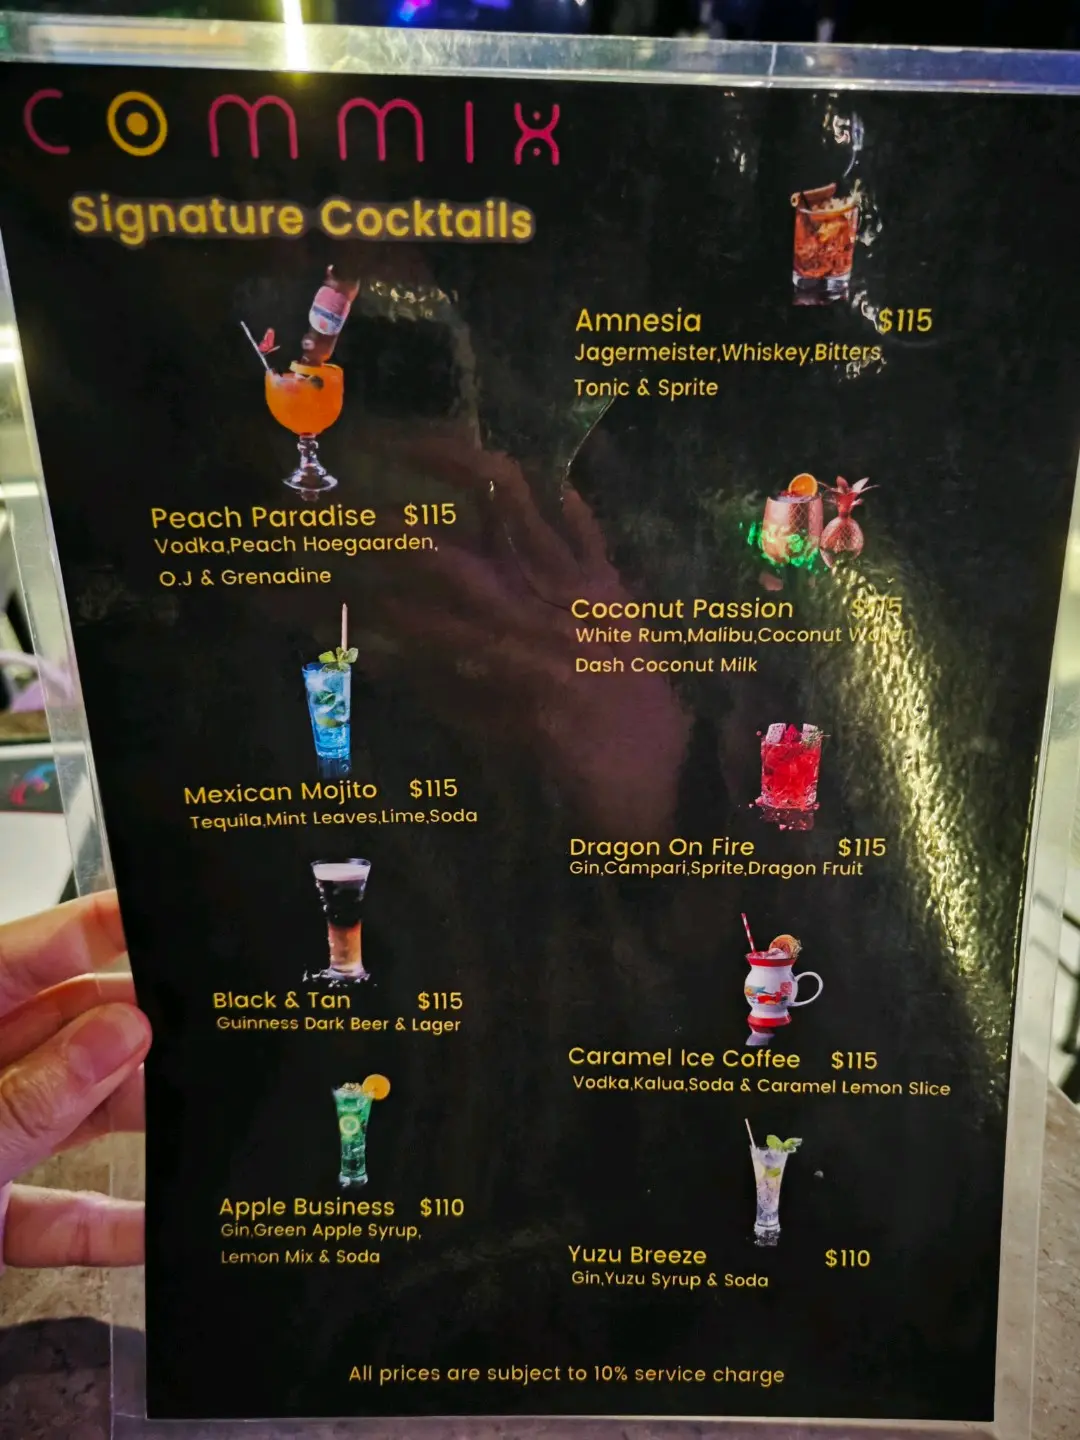 COMMIX
Signature Cocktails
Peach Paradise $115
Vodka,Peach Hoegaarden,
O.J & Grenadine
Mexican Mojito $115
Tequila,Mint Leaves,Lime,Soda
Black & Tan $115
Guinness Dark Beer & Lager
Apple Business $110
Gin,Green Apple Syrup,
Lemon Mix & Soda
Amnesia $115
Jagermeister,Whiskey,Bitters,
Tonic & Sprite
Coconut Passion $115
White Rum,Malibu,Coconut Water,
Dash Coconut Milk
Dragon On Fire $115
Gin,Campari,Sprite,Dragon Fruit
Caramel Ice Coffee $115
Vodka,Kalua,Soda & Caramel Lemon Slice
Yuzu Breeze $110
Gin,Yuzu Syrup & Soda
All prices are subject to 10% service charge